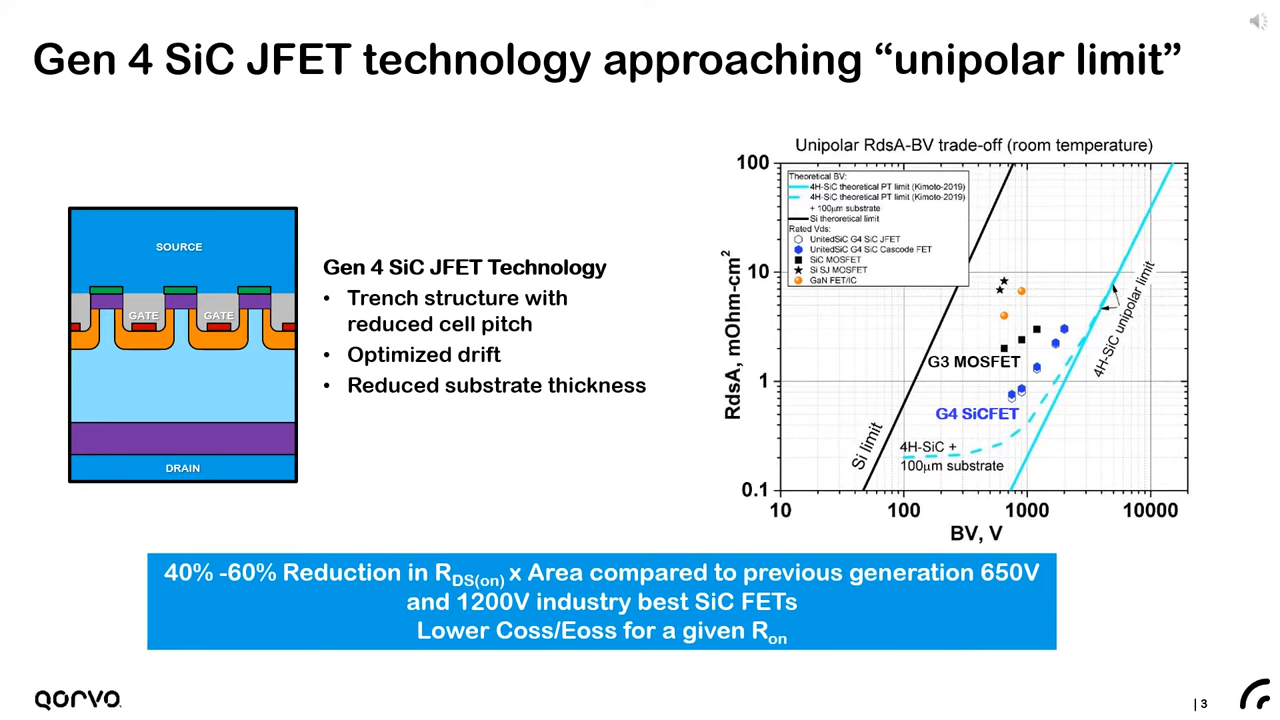 Gen 4 SiC JFET technology approaching “unipolar limit”
SOURCE
GATE
GATE
DRAIN
Gen 4 SiC JFET Technology
• Trench structure with
reduced cell pitch
• Optimized drift
• Reduced substrate thickness
Unipolar RdsA-BV trade-off (room temperature)
RdsA, mOhm-cm2
100
10
1
0.1
Theoretical BV:
4H-SiC theoretical PT limit (Kimoto-2019)
4H-SiC theoretical PT limit (Kimoto-2019)
+ 100µm substrate
Si theroretical limit
Rated Vds:
UnitedSiC G4 SiC JFET
UnitedSiC G4 SiC Cascode FET
SiC MOSFET
Si SJ MOSFET
GaN FET/IC
4H-SiC unipolar limit
G3 MOSFET
G4 SiCFET
Si limit
4H-SiC +
100µm substrate
10
100
1000
10000
BV, V
40% -60% Reduction in RDS(on) x Area compared to previous generation 650V
and 1200V industry best SiC FETs
Lower Coss/Eoss for a given Ron
QORVO
| 3